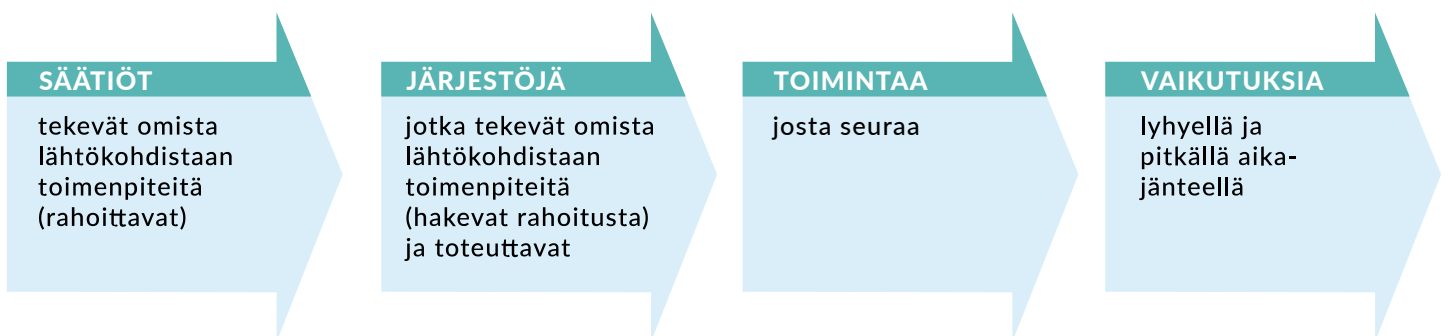 SÄÄTIÖT
tekevät omista
lähtökohdistaan
toimenpiteitä
(rahoittavat)
JÄRJESTÖJÄ
jotka tekevät omista
lähtökohdistaan
toimenpiteitä
(hakevat rahoitusta)
ja toteuttavat
TOIMINTAA
josta seuraa
VAIKUTUKSIA
lyhyellä ja
pitkällä aika-
jänteellä